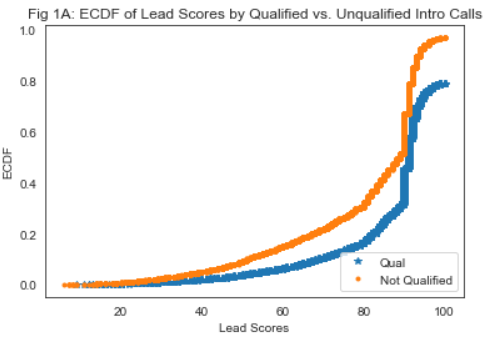 Fig 1A: ECDF of Lead Scores by Qualified vs. Unqualified Intro Calls
1.0
0.8
0.6
0.4
0.2
0.0
ECDF
Qual
Not Qualified
20
40
60
80
100
Lead Scores